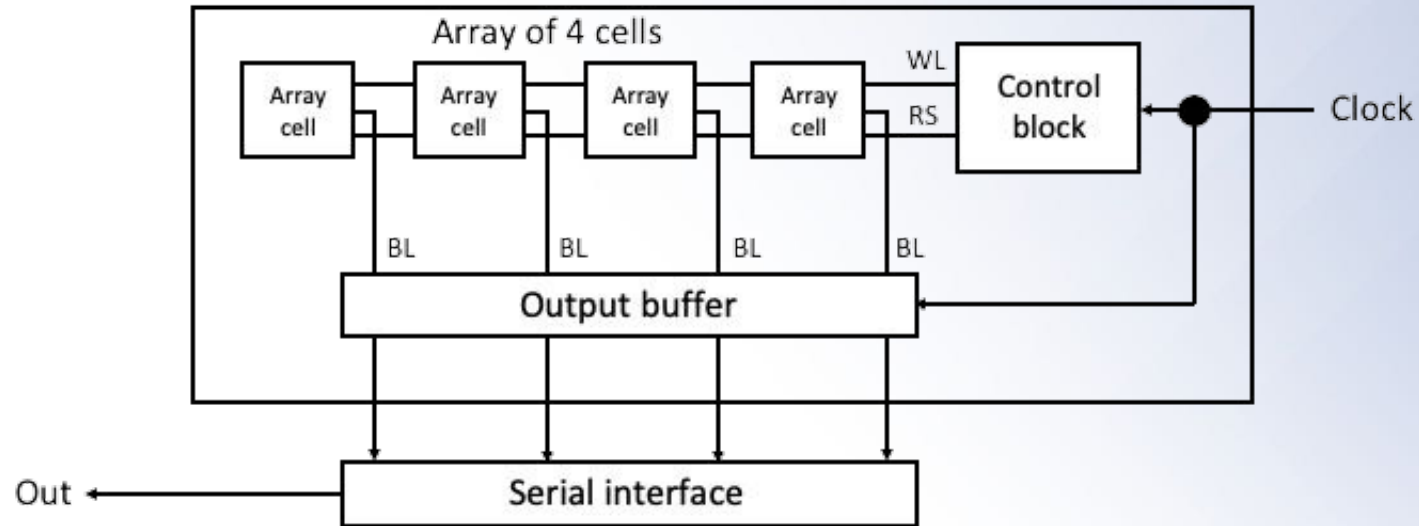 Array of 4 cells
Array
cell
Array
cell
Array
cell
Array
cell
WL
RS
Control
block
Clock
BL
BL
BL
BL
Output buffer
Serial interface
Out